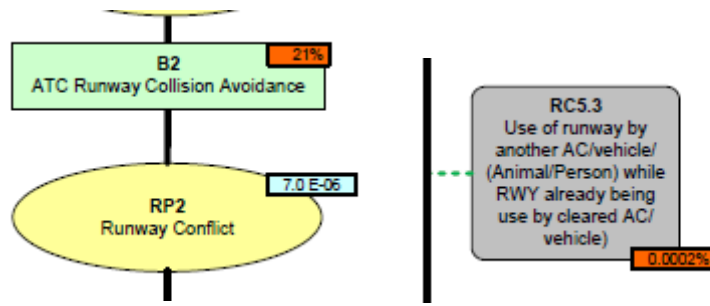 21%
B2
ATC Runway Collision Avoidance
7.0 E-06
RP2
Runway Conflict
RC5.3
Use of runway by
another AC/vehicle/
(Animal/Person) while
RWY already being
use by cleared AC/
vehicle)
0.0002%